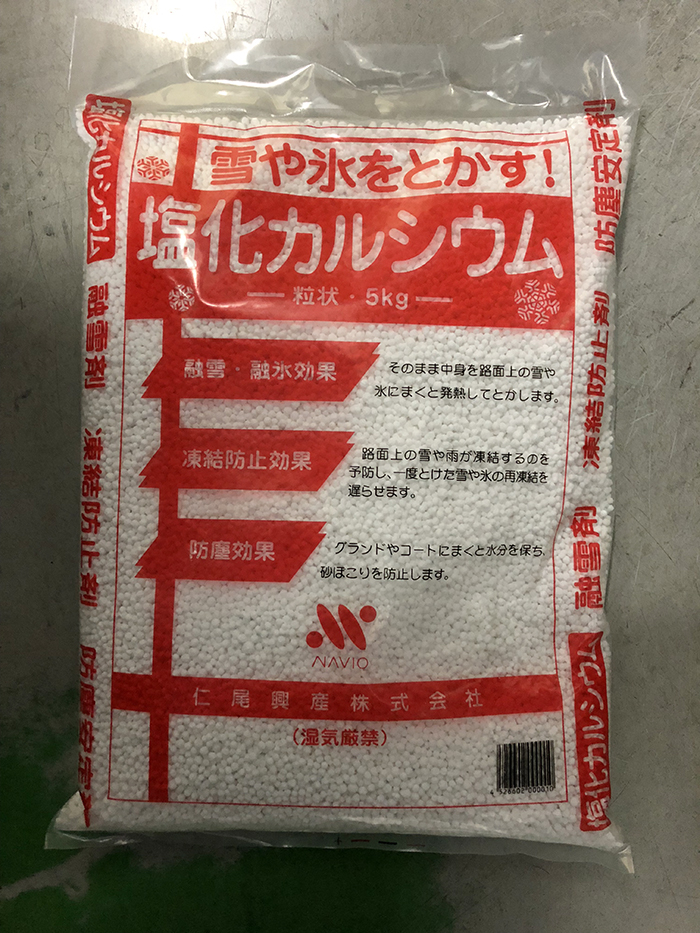 雪や氷をとかす!
塩化カルシウム
粒状・5kg
融雪・融氷効果
そのまま中身を路面上の雪や
氷にまくと発熱してとかします。
凍結防止効果
路面上の雪や雨が凍結するのを
予防し、一度とけた雪や氷の再凍結を
遅らせます。
防塵効果
グランドやコートにまくと水分を保ち、
砂ぼこりを防止します。
NAVIO
仁尾興産株式会社
(湿気厳禁)
塩化カルシウム
融雪剤
凍結防止剤
防塵安定
防塵安定剤
凍結防止剤
融雪剤
塩化カルシウム